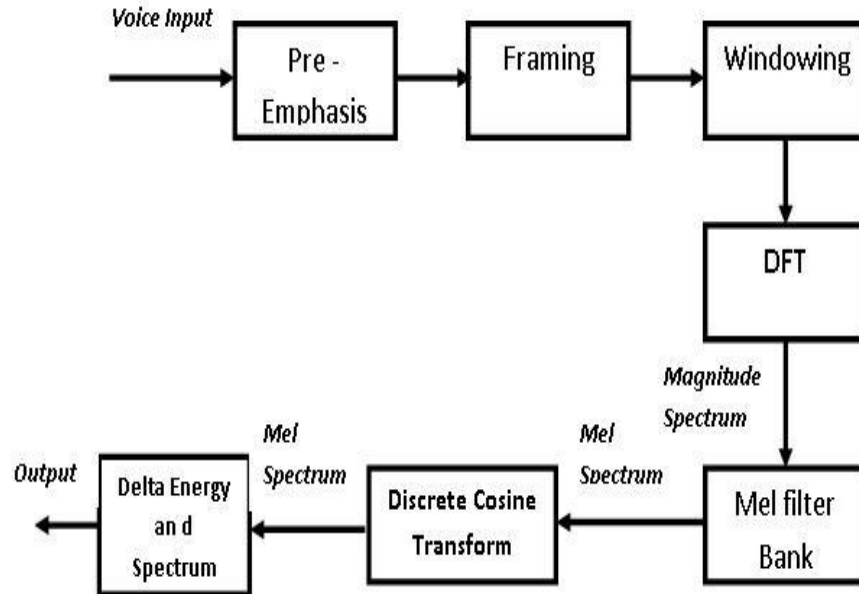 Voice Input
Pre -
Emphasis
Framing
Windowing
DFT
Magnitude
Spectrum
Mel filter
Bank
Mel
Spectrum
Discrete Cosine
Transform
Mel
Spectrum
Delta Energy
an d
Spectrum
Output